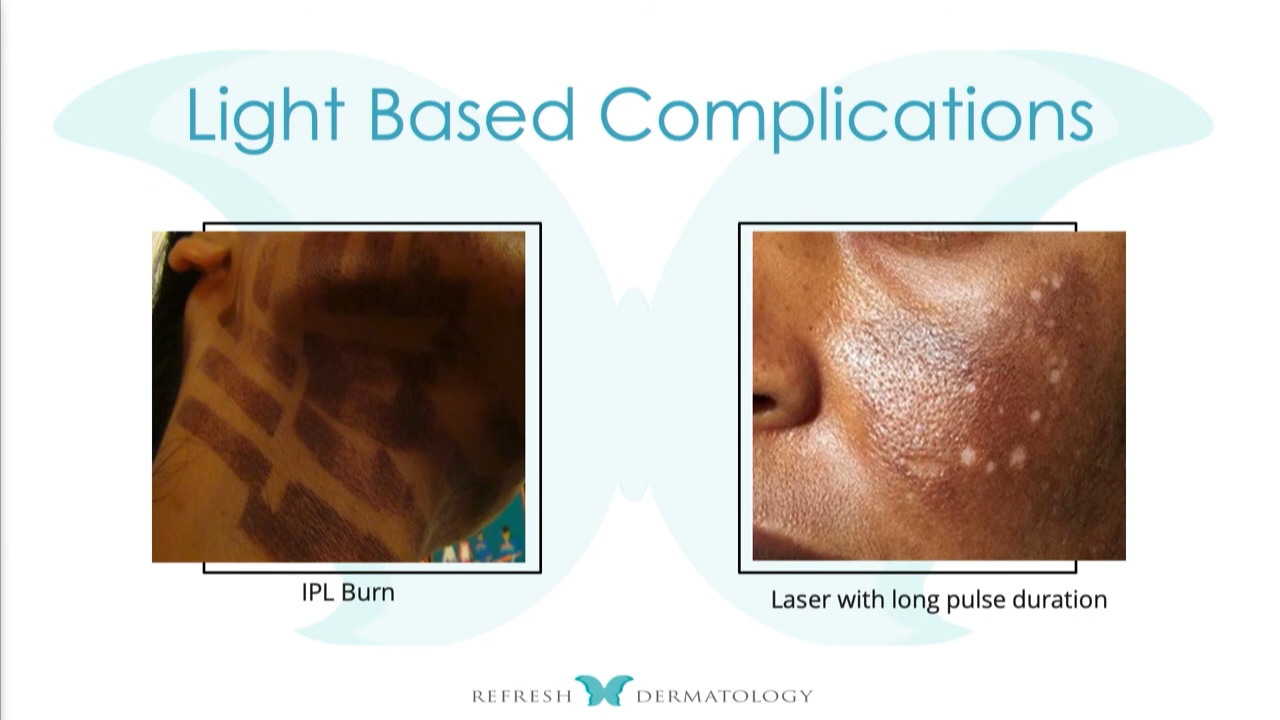 Light Based Complications
IPL Burn
Laser with long pulse duration
REFRESH DERMATOLOGY